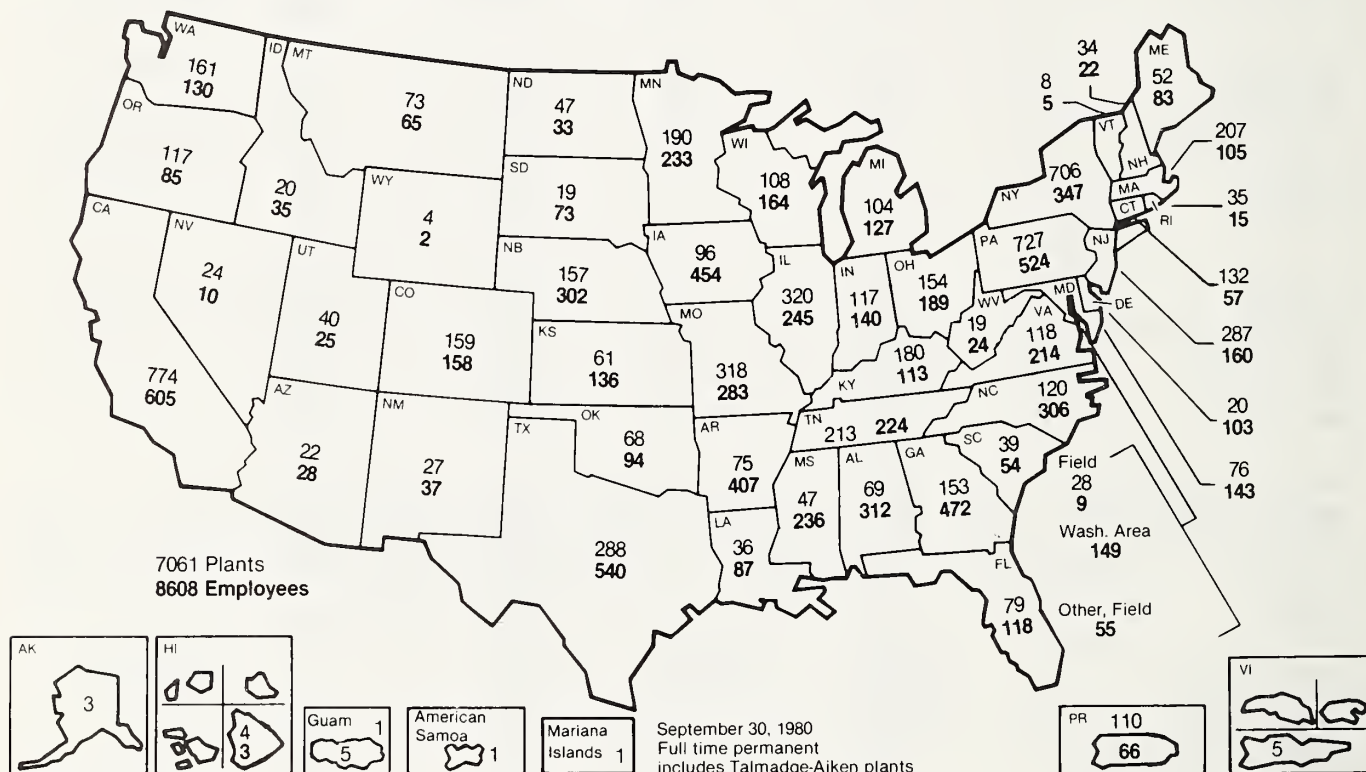 WA
161
130
OR
117
85
ID
20
35
MT
73
65
ND
47
33
MN
190
233
SD
19
73
WY
4
2
WI
108
164
MI
104
127
CA
774
605
NV
24
10
UT
40
25
CO
159
158
NB
157
302
IA
96
454
IL
320
245
IN
117
140
OH
154
189
KS
61
136
MO
318
283
KY
180
113
WV
19
24
VA
118
214
MD
DE
PA
727
524
NJ
NY
706
347
VT
NH
MA
CT
RI
ME
52
83
34
22
8
5
207
105
35
15
132
57
287
160
20
103
76
143
AZ
22
28
NM
27
37
TX
288
540
OK
68
94
AR
75
407
LA
36
87
TN
213 224
NC
120
306
SC
39
54
MS
47
236
AL
69
312
GA
153
472
FL
79
118
Field
28
9
Wash. Area
149
Other, Field
55
7061 Plants
8608 Employees
AK
3
HI
4
3
Guam 1
5
American
Samoa
1
Mariana
Islands 1
September 30, 1980
Full time permanent
includes Talmadge-Aiken plants
PR 110
66
VI
5